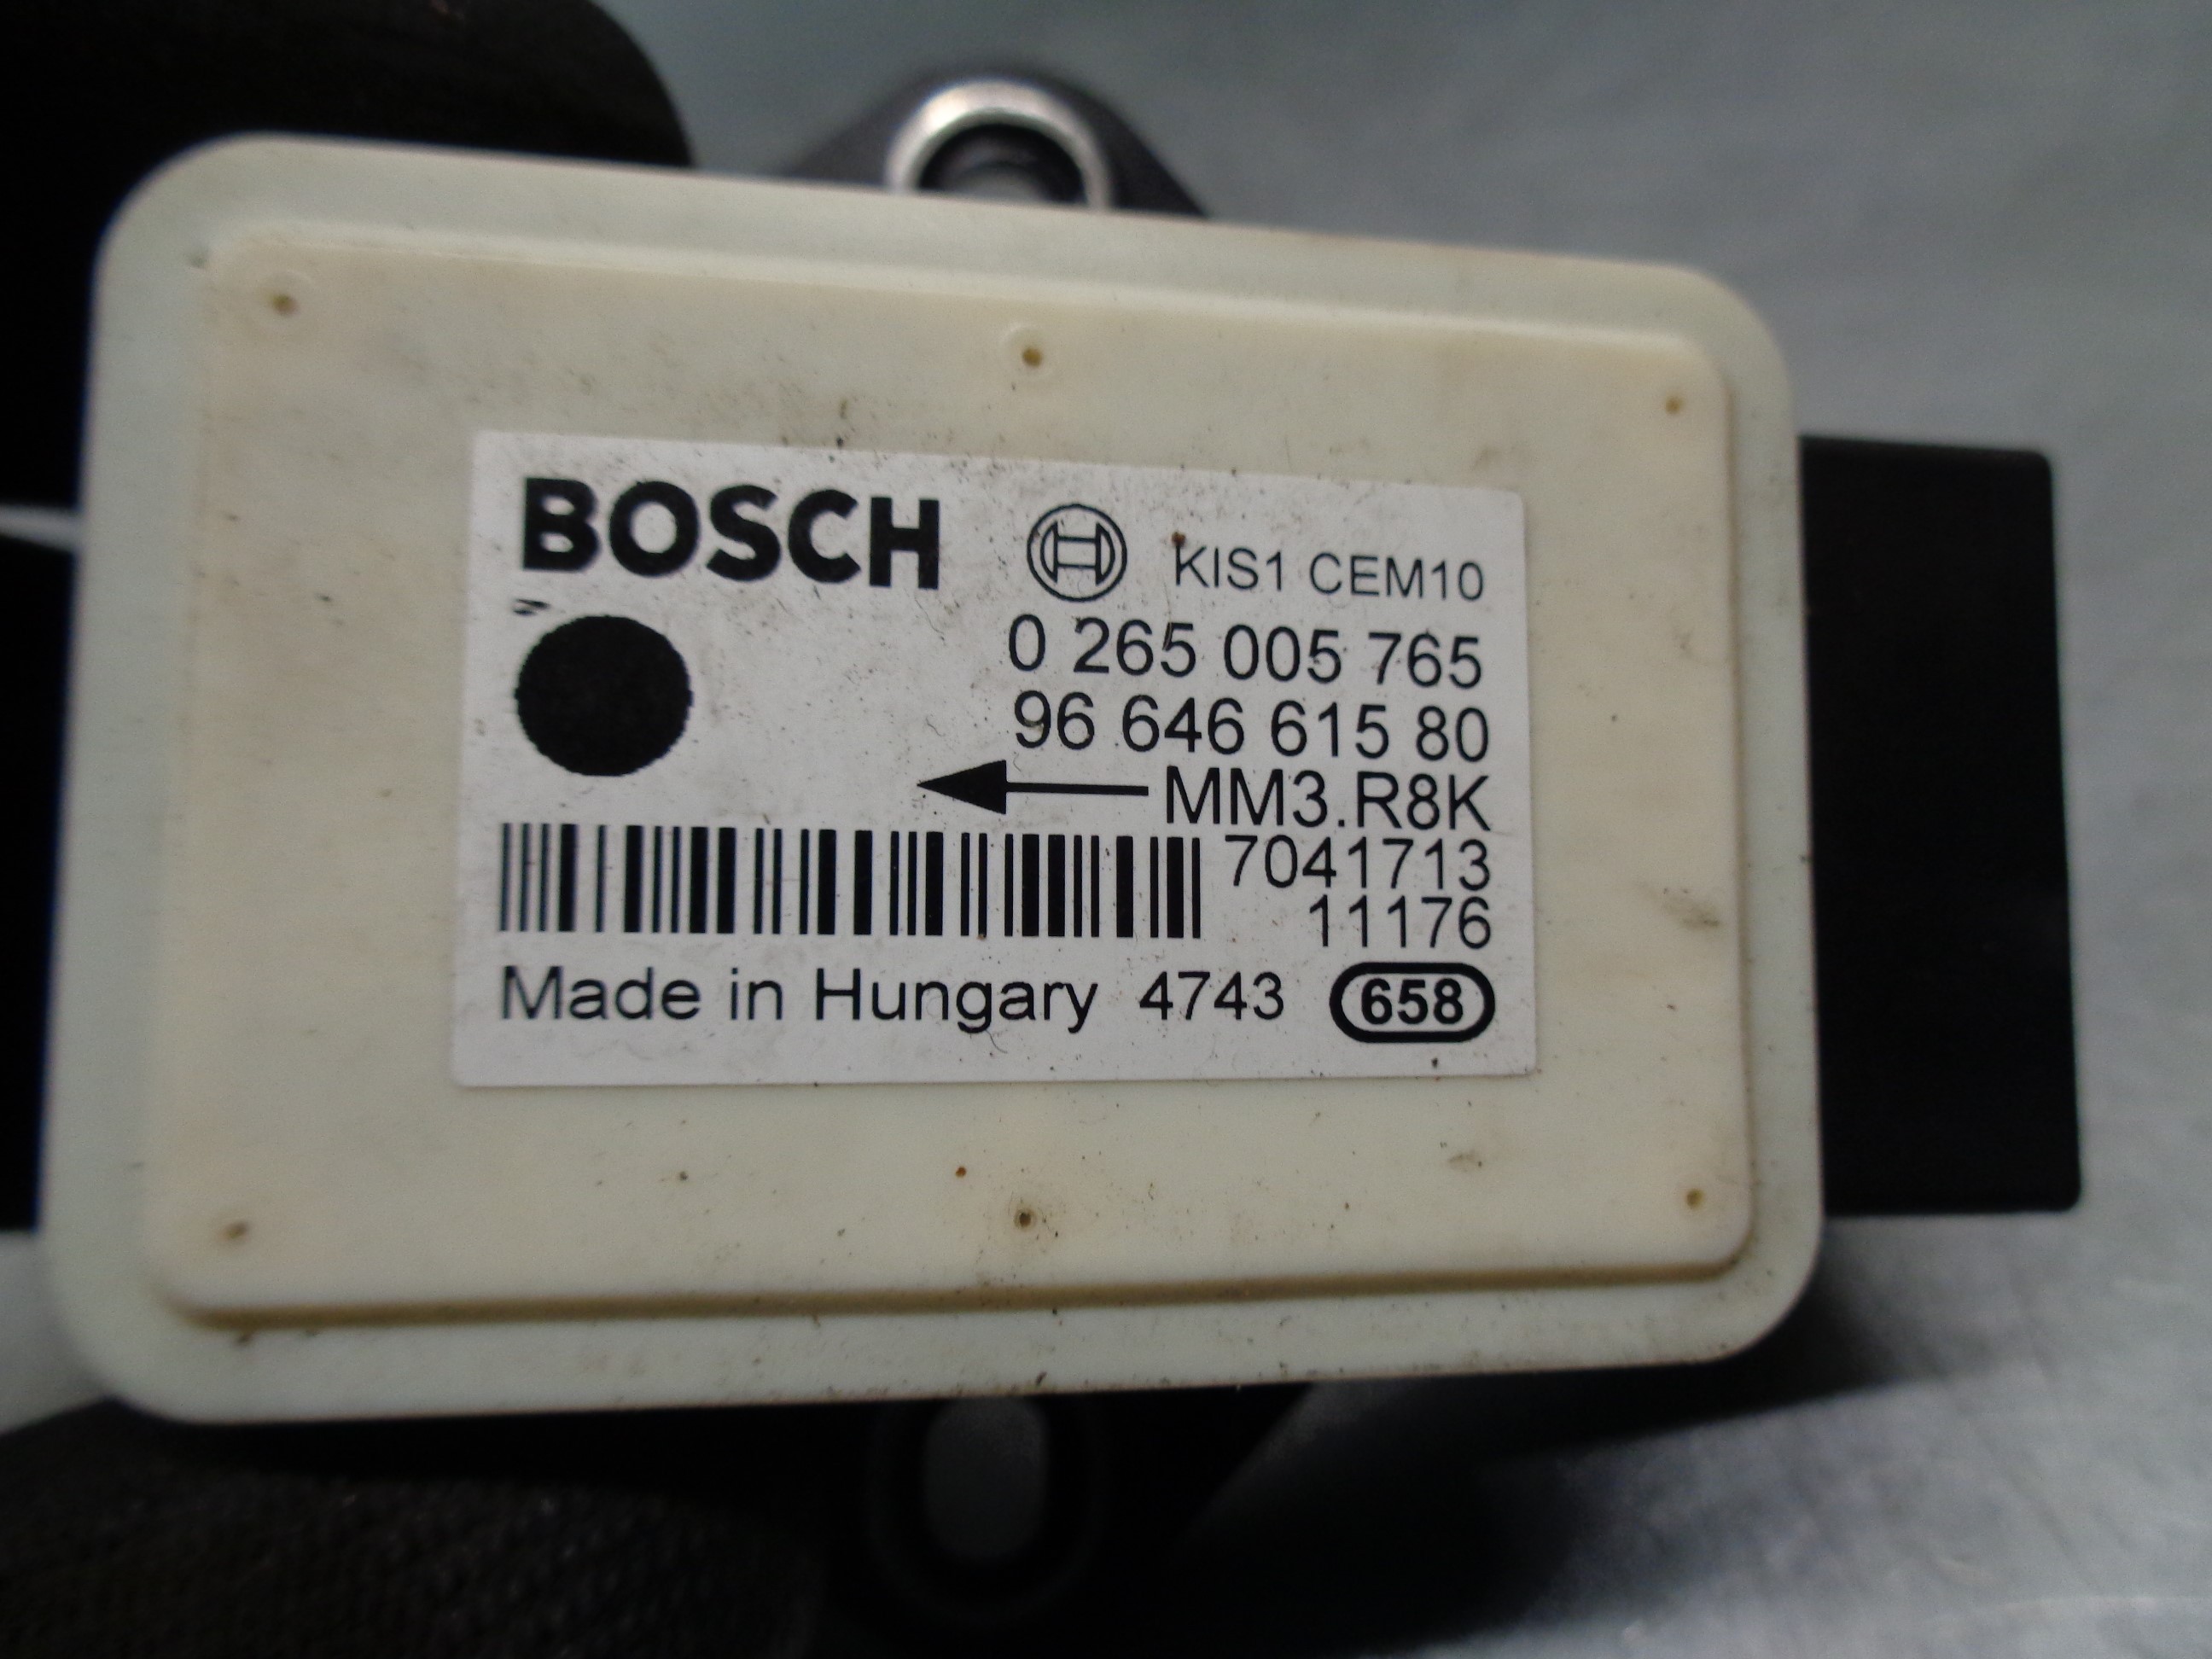 BOSCH KIS1 CEM10
0 265 005 765
96 646 615 80
MM3.R8K
7041713
11176
Made in Hungary 4743 658